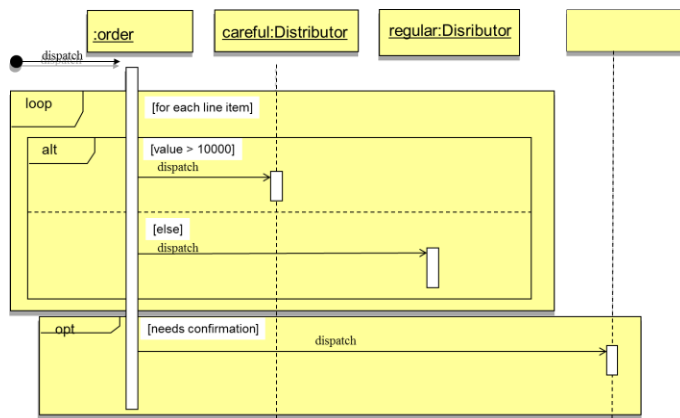 :order
careful:Distributor
regular:Disributor
dispatch
loop
[for each line item]
alt
[value > 10000]
dispatch
[else]
dispatch
opt
[needs confirmation]
dispatch